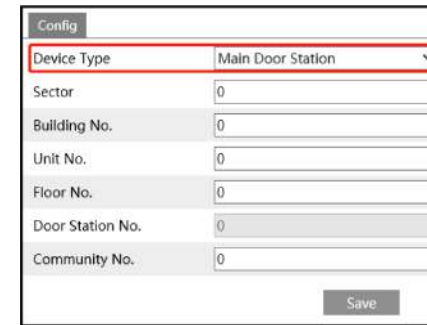 Config
Device Type Main Door Station
Sector 0
Building No. 0
Unit No. 0
Floor No. 0
Door Station No. 0
Community No. 0
Save